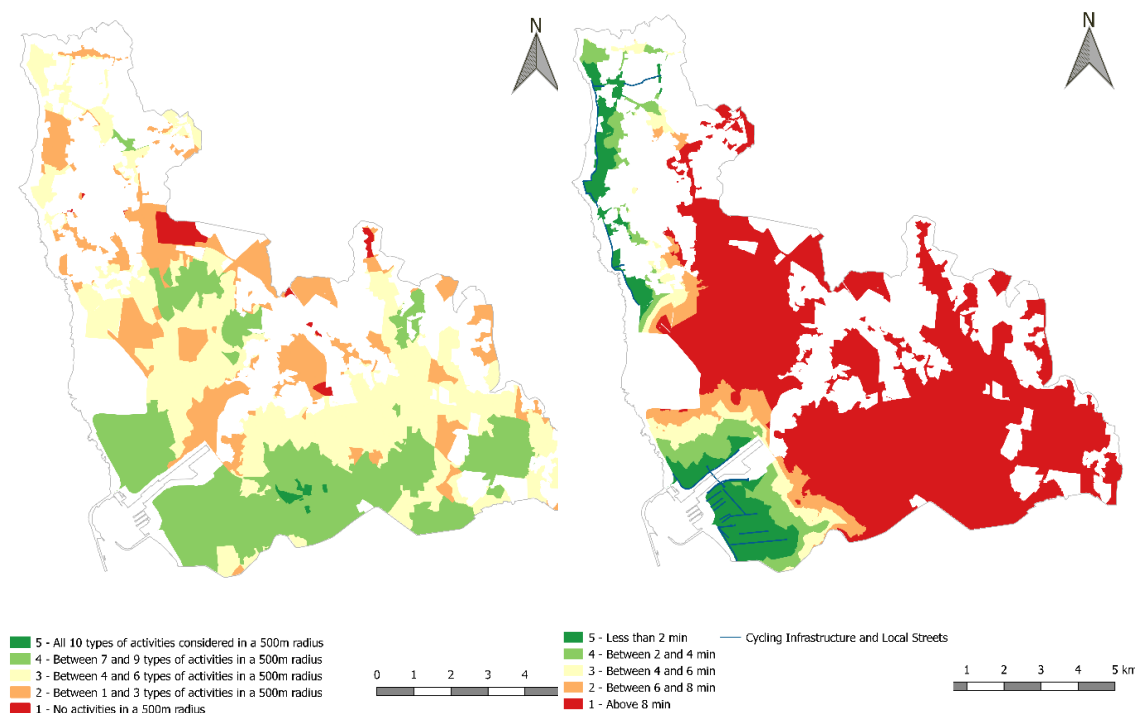 N
N
5 - All 10 types of activities considered in a 500m radius
4 - Between 7 and 9 types of activities in a 500m radius
3 - Between 4 and 6 types of activities in a 500m radius
2 - Between 1 and 3 types of activities in a 500m radius
1 - No activities in a 500m radius
0 1 2 3 4
5 - Less than 2 min
4 - Between 2 and 4 min
3 - Between 4 and 6 min
2 - Between 6 and 8 min
1 - Above 8 min
Cycling Infrastructure and Local Streets
1 2 3 4 5 km